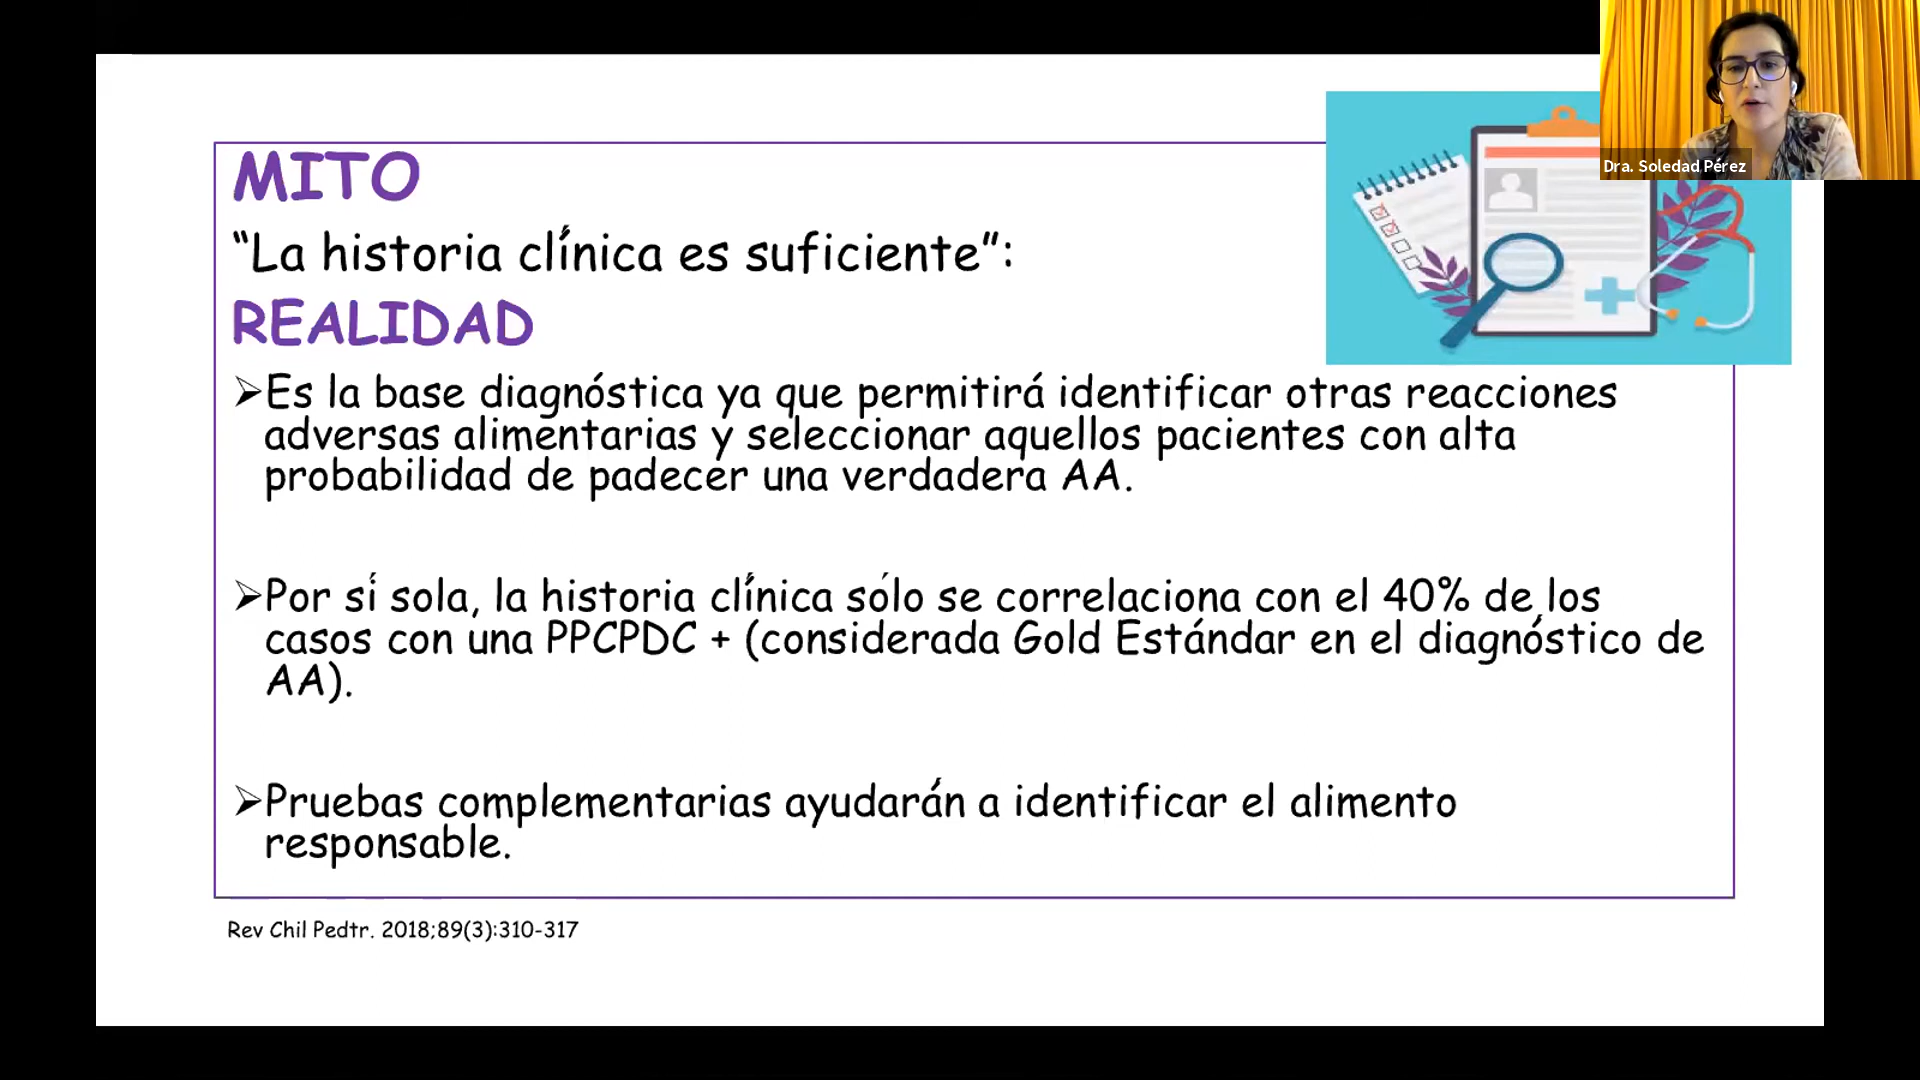 MITO
“La historia clínica es suficiente”:
REALIDAD
➢Es la base diagnóstica ya que permitirá identificar otras reacciones
adversas alimentarias y seleccionar aquellos pacientes con alta
probabilidad de padecer una verdadera AA.
➢Por sí sola, la historia clínica sólo se correlaciona con el 40% de los
casos con una PPCPDC + (considerada Gold Estándar en el diagnóstico de
AA).
➢Pruebas complementarias ayudarán a identificar el alimento
responsable.
Rev Chil Pedtr. 2018;89(3):310-317
Dra. Soledad Pérez